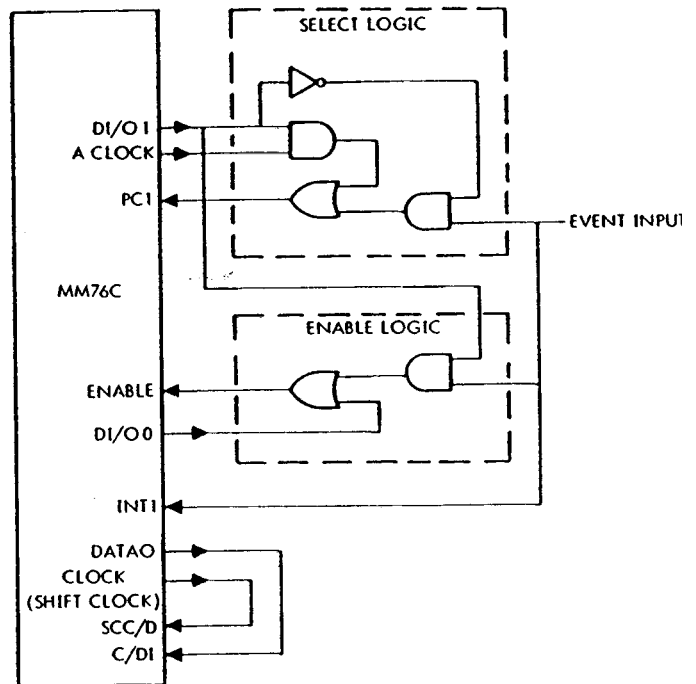 SELECT LOGIC
DI/O 1
A CLOCK
PC1
EVENT INPUT
MM76C
ENABLE LOGIC
ENABLE
DI/O 0
INT1
DATAO
CLOCK
(SHIFT CLOCK)
SCC/D
C/DI